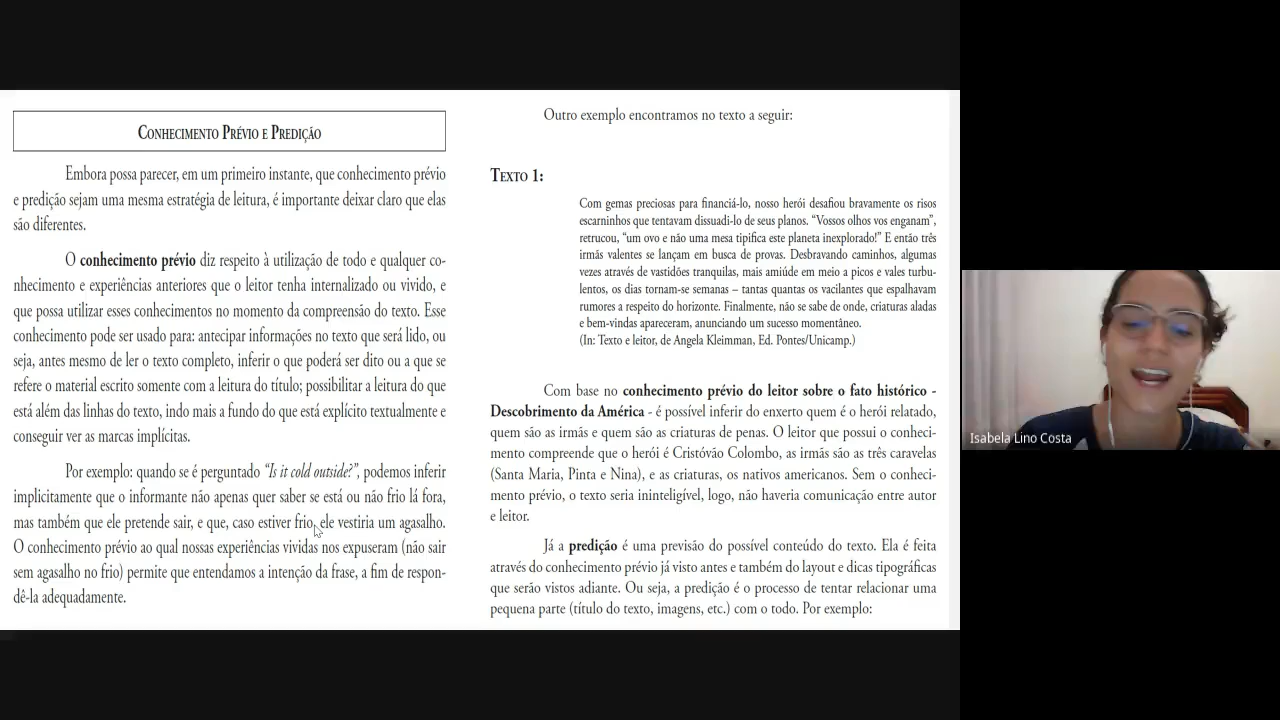 CONHECIMENTO PRÉVIO E PREDIÇÃO
Embora possa parecer, em um primeiro instante, que conhecimento prévio
e predição sejam uma mesma estratégia de leitura, é importante deixar claro que elas
são diferentes.
O conhecimento prévio diz respeito à utilização de todo e qualquer co-
nhecimento e experiências anteriores que o leitor tenha internalizado ou vivido, e
que possa utilizar esses conhecimentos no momento da compreensão do texto. Esse
conhecimento pode ser usado para: antecipar informações no texto que será lido, ou
seja, antes mesmo de ler o texto completo, inferir o que poderá ser dito ou a que se
refere o material escrito somente com a leitura do título; possibilitar a leitura do que
está além das linhas do texto, indo mais a fundo do que está explícito textualmente e
conseguir ver as marcas implícitas.
Por exemplo: quando se é perguntado “Is it cold outside?”, podemos inferir
implicitamente que o informante não apenas quer saber se está ou não frio lá fora,
mas também que ele pretende sair, e que, caso estiver frio, ele vestiria um agasalho.
O conhecimento prévio ao qual nossas experiências vividas nos expuseram (não sair
sem agasalho no frio) permite que entendamos a intenção da frase, a fim de respon-
dê-la adequadamente.
Outro exemplo encontramos no texto a seguir:
TEXTO 1:
Com gemas preciosas para financiá-lo, nosso herói desafiou bravamente os risos
escarninhos que tentavam dissuadi-lo de seus planos. “Vossos olhos vos enganam”,
retrucou, “um ovo e não uma mesa tipifica este planeta inexplorado!” E então três
irmãs valentes se lançam em busca de provas. Desbravando caminhos, algumas
vezes através de vastidões tranquilas, mais amiúde em meio a picos e vales turbu-
lentos, os dias tornam-se semanas – tantas quantas os vacilantes que espalhavam
rumores a respeito do horizonte. Finalmente, não se sabe de onde, criaturas aladas
e bem-vindas apareceram, anunciando um sucesso momentâneo.
(In: Texto e leitor, de Angela Kleimman, Ed. Pontes/Unicamp.)
Com base no conhecimento prévio do leitor sobre o fato histórico -
Descobrimento da América - é possível inferir do enxerto quem é o herói relatado,
quem são as irmãs e quem são as criaturas de penas. O leitor que possui o conheci-
mento compreende que o herói é Cristóvão Colombo, as irmãs são as três caravelas
(Santa Maria, Pinta e Nina), e as criaturas, os nativos americanos. Sem o conheci-
mento prévio, o texto seria ininteligível, logo, não haveria comunicação entre autor
e leitor.
Já a predição é uma previsão do possível conteúdo do texto. Ela é feita
através do conhecimento prévio já visto antes e também do layout e dicas tipográficas
que serão vistos adiante. Ou seja, a predição é o processo de tentar relacionar uma
pequena parte (título do texto, imagens, etc.) com o todo. Por exemplo:
Isabela Lino Costa